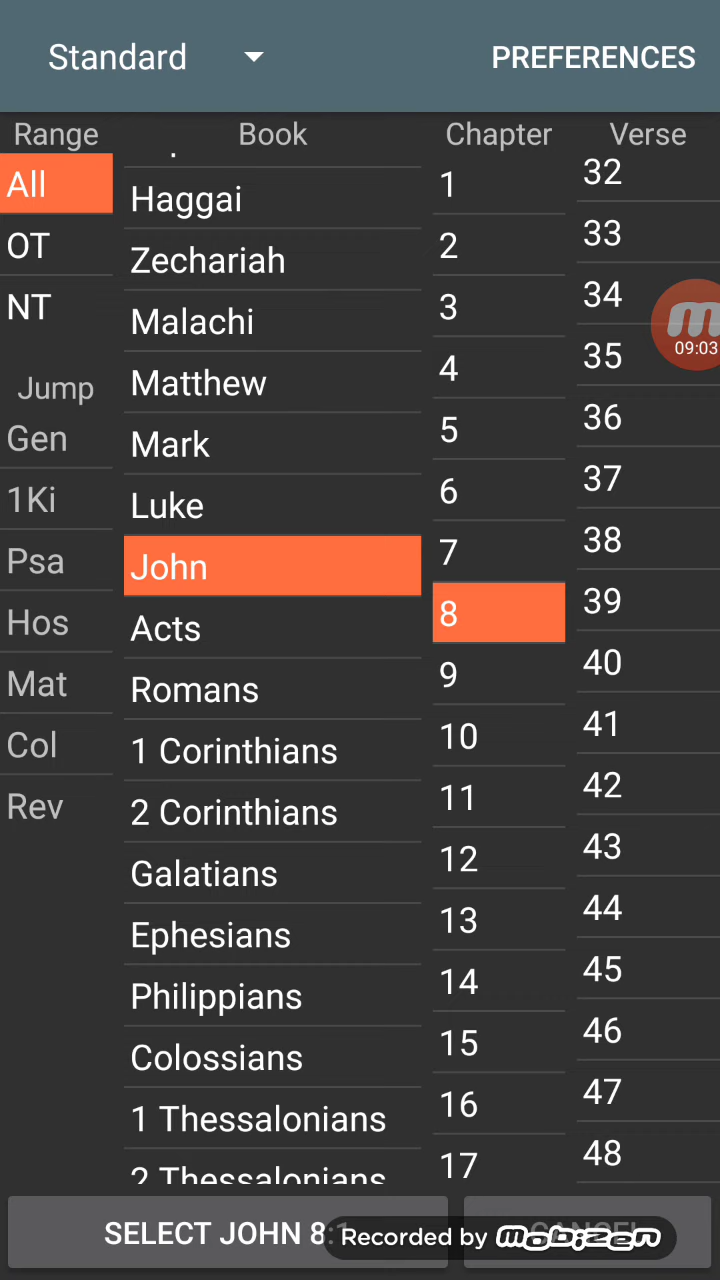 Standard
PREFERENCES
Range
Book
Chapter
Verse
All
OT
NT
Jump
Gen
1Ki
Psa
Hos
Mat
Col
Rev
Haggai
Zechariah
Malachi
Matthew
Mark
Luke
John
Acts
Romans
1 Corinthians
2 Corinthians
Galatians
Ephesians
Philippians
Colossians
1 Thessalonians
2 Thessalonians
1
2
3
4
5
6
7
8
9
10
11
12
13
14
15
16
17
32
33
34
35
36
37
38
39
40
41
42
43
44
45
46
47
48
09:03
SELECT JOHN 8:1
CANCEL
Recorded by mobizen